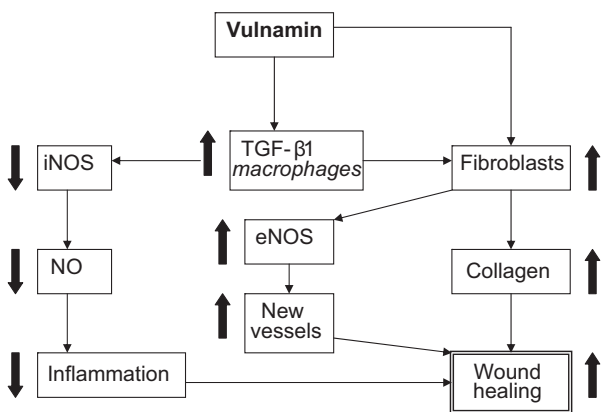 Vulnamin
iNOS
TGF-β1
macrophages
Fibroblasts
eNOS
NO
Collagen
New
vessels
Inflammation
Wound
healing